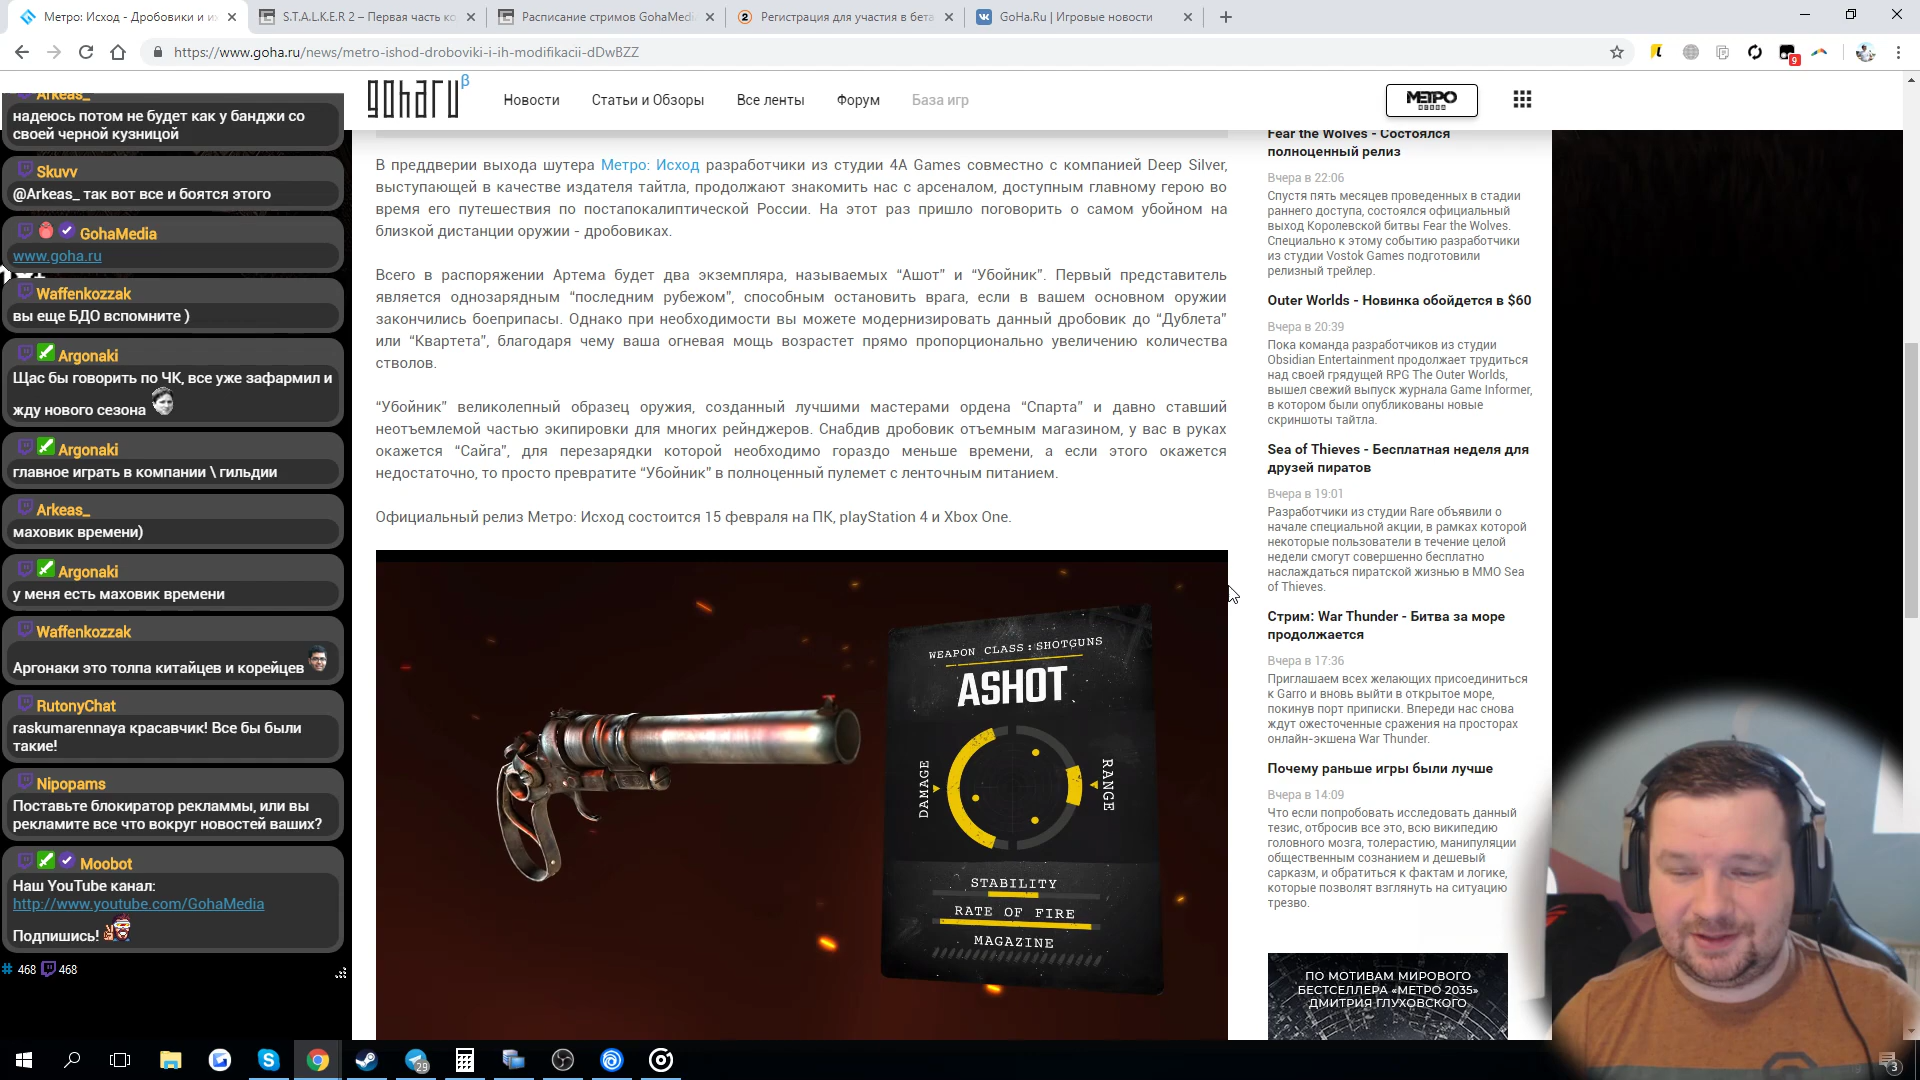 Метро: Исход - Дробовики и их
S.T.A.L.K.E.R 2 – Первая часть ко
Расписание стримов GohaMedi
Регистрация для участия в бета
GoHa.Ru | Игровые новости
https://www.goha.ru/news/metro-ishod-droboviki-i-ih-modifikacii-dDwBZZ
9
goharu β
Новости
Статьи и Обзоры
Все ленты
Форум
База игр
МЕТРО
Arkeas_
надеюсь потом не будет как у банджи со
своей черной кузницой
Skuvv
@Arkeas_ так вот все и боятся этого
GohaMedia
www.goha.ru
Waffenkozzak
вы еще БДО вспомните )
Argonaki
Щас бы говорить по ЧК, все уже зафармил и
жду нового сезона
Argonaki
главное играть в компании \ гильдии
Arkeas_
маховик времени)
Argonaki
у меня есть маховик времени
Waffenkozzak
Аргонаки это толпа китайцев и корейцев
RutonyChat
raskumarennaya красавчик! Все бы были
такие!
Nipopams
Поставьте блокиратор рекламмы, или вы
рекламите все что вокруг новостей ваших?
Moobot
Наш YouTube канал:
http://www.youtube.com/GohaMedia
Подпишись!
# 468 468
В преддверии выхода шутера Метро: Исход разработчики из студии 4A Games совместно с компанией Deep Silver,
выступающей в качестве издателя тайтла, продолжают знакомить нас с арсеналом, доступным главному герою во
время его путешествия по постапокалиптической России. На этот раз пришло поговорить о самом убойном на
близкой дистанции оружии - дробовиках.
Всего в распоряжении Артема будет два экземпляра, называемых “Ашот” и “Убойник”. Первый представитель
является однозарядным “последним рубежом”, способным остановить врага, если в вашем основном оружии
закончились боеприпасы. Однако при необходимости вы можете модернизировать данный дробовик до “Дублета”
или “Квартета”, благодаря чему ваша огневая мощь возрастет прямо пропорционально увеличению количества
стволов.
“Убойник” великолепный образец оружия, созданный лучшими мастерами ордена “Спарта” и давно ставший
неотъемлемой частью экипировки для многих рейнджеров. Снабдив дробовик отъемным магазином, у вас в руках
окажется “Сайга”, для перезарядки которой необходимо гораздо меньше времени, а если этого окажется
недостаточно, то просто превратите “Убойник” в полноценный пулемет с ленточным питанием.
Официальный релиз Метро: Исход состоится 15 февраля на ПК, playStation 4 и Xbox One.
WEAPON CLASS: SHOTGUNS
ASHOT
DAMAGE
RANGE
STABILITY
RATE OF FIRE
MAGAZINE
Fear the Wolves - Состоялся
полноценный релиз
Вчера в 22:06
Спустя пять месяцев проведенных в стадии
раннего доступа, состоялся официальный
выход Королевской битвы Fear the Wolves.
Специально к этому событию разработчики
из студии Vostok Games подготовили
релизный трейлер.
Outer Worlds - Новинка обойдется в $60
Вчера в 20:39
Пока команда разработчиков из студии
Obsidian Entertainment продолжает трудиться
над своей грядущей RPG The Outer Worlds,
вышел свежий выпуск журнала Game Informer,
в котором были опубликованы новые
скриншоты тайтла.
Sea of Thieves - Бесплатная неделя для
друзей пиратов
Вчера в 19:01
Разработчики из студии Rare объявили о
начале специальной акции, в рамках которой
некоторые пользователи в течение целой
недели смогут совершенно бесплатно
наслаждаться пиратской жизнью в ММО Sea
of Thieves.
Стрим: War Thunder - Битва за море
продолжается
Вчера в 17:36
Приглашаем всех желающих присоединиться
к Garro и вновь выйти в открытое море,
покинув порт приписки. Впереди нас снова
ждут ожесточенные сражения на просторах
онлайн-экшена War Thunder.
Почему раньше игры были лучше
Вчера в 14:09
Что если попробовать исследовать данный
тезис, отбросив все это, всю википедию
головного мозга, толерастию, манипуляции
общественным сознанием и дешевый
сарказм, и обратиться к фактам и логике,
которые позволят взглянуть на ситуацию
трезво.
ПО МОТИВАМ МИРОВОГО
БЕСТСЕЛЛЕРА «МЕТРО 2035»
ДМИТРИЯ ГЛУХОВСКОГО
29
3